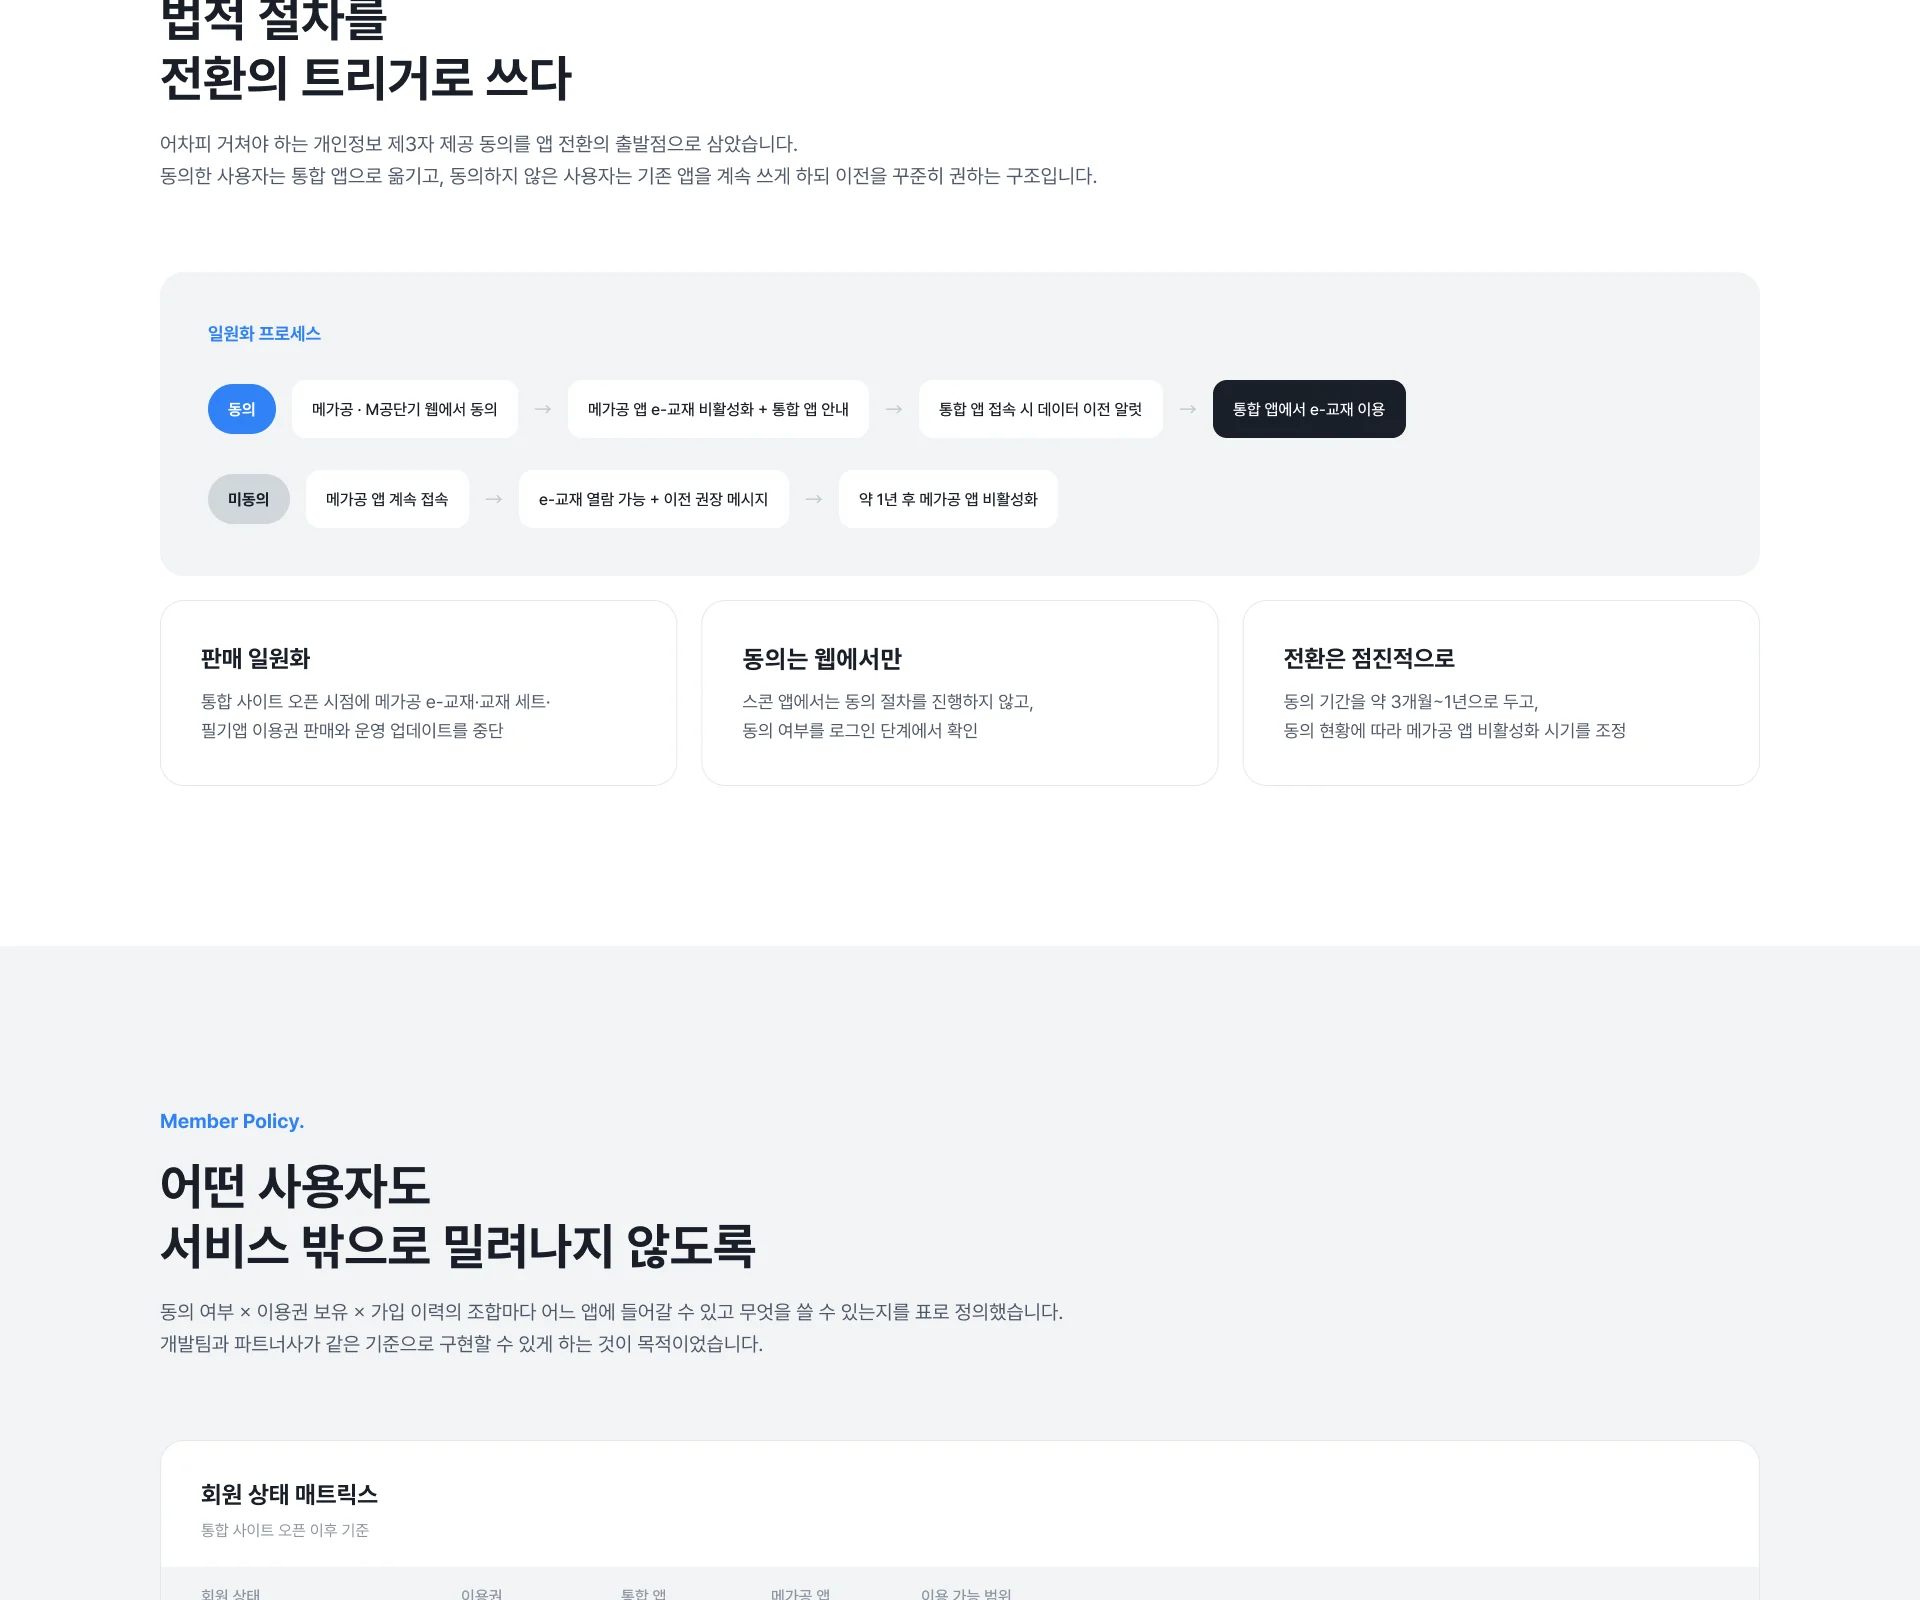 법적 절차를
전환의 트리거로 쓰다
어차피 거쳐야 하는 개인정보 제3자 제공 동의를 앱 전환의 출발점으로 삼았습니다.
동의한 사용자는 통합 앱으로 옮기고, 동의하지 않은 사용자는 기존 앱을 계속 쓰게 하되 이전을 꾸준히 권하는 구조입니다.
일원화 프로세스
동의 메가공 · M공단기 웹에서 동의 → 메가공 앱 e-교재 비활성화 + 통합 앱 안내 → 통합 앱 접속 시 데이터 이전 알럿 → 통합 앱에서 e-교재 이용
미동의 메가공 앱 계속 접속 → e-교재 열람 가능 + 이전 권장 메시지 → 약 1년 후 메가공 앱 비활성화
판매 일원화
통합 사이트 오픈 시점에 메가공 e-교재·교재 세트·
필기앱 이용권 판매와 운영 업데이트를 중단
동의는 웹에서만
스콘 앱에서는 동의 절차를 진행하지 않고,
동의 여부를 로그인 단계에서 확인
전환은 점진적으로
동의 기간을 약 3개월~1년으로 두고,
동의 현황에 따라 메가공 앱 비활성화 시기를 조정
Member Policy.
어떤 사용자도
서비스 밖으로 밀려나지 않도록
동의 여부 × 이용권 보유 × 가입 이력의 조합마다 어느 앱에 들어갈 수 있고 무엇을 쓸 수 있는지를 표로 정의했습니다.
개발팀과 파트너사가 같은 기준으로 구현할 수 있게 하는 것이 목적이었습니다.
회원 상태 매트릭스
통합 사이트 오픈 이후 기준
회원 상태 이용권 통합 앱 메가공 앱 이용 가능 범위